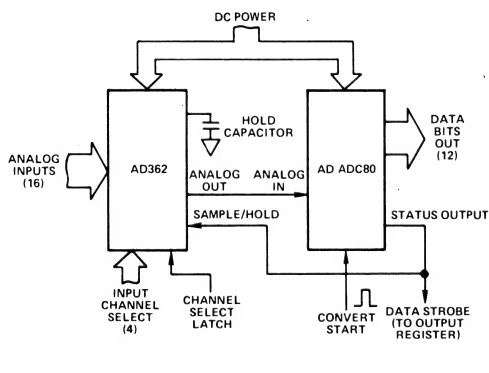 DC POWER
HOLD
CAPACITOR
DATA
BITS
OUT
(12)
ANALOG
INPUTS
(16)
AD362
AD ADC80
ANALOG
OUT
ANALOG
IN
SAMPLE/HOLD
STATUS OUTPUT
INPUT
CHANNEL
SELECT
(4)
CHANNEL
SELECT
LATCH
CONVERT
START
DATA STROBE
(TO OUTPUT
REGISTER)